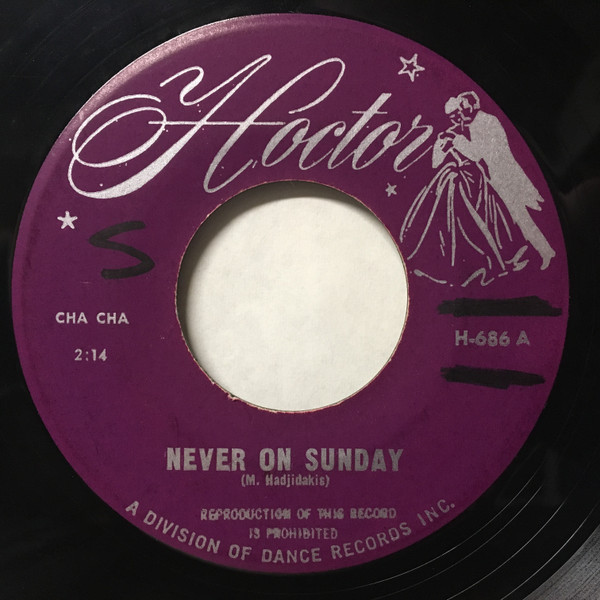 Hoctor
S
CHA CHA
2:14
H-686 A
NEVER ON SUNDAY
(M. Hadjidakis)
REPRODUCTION OF THIS RECORD
IS PROHIBITED
A DIVISION OF DANCE RECORDS INC.